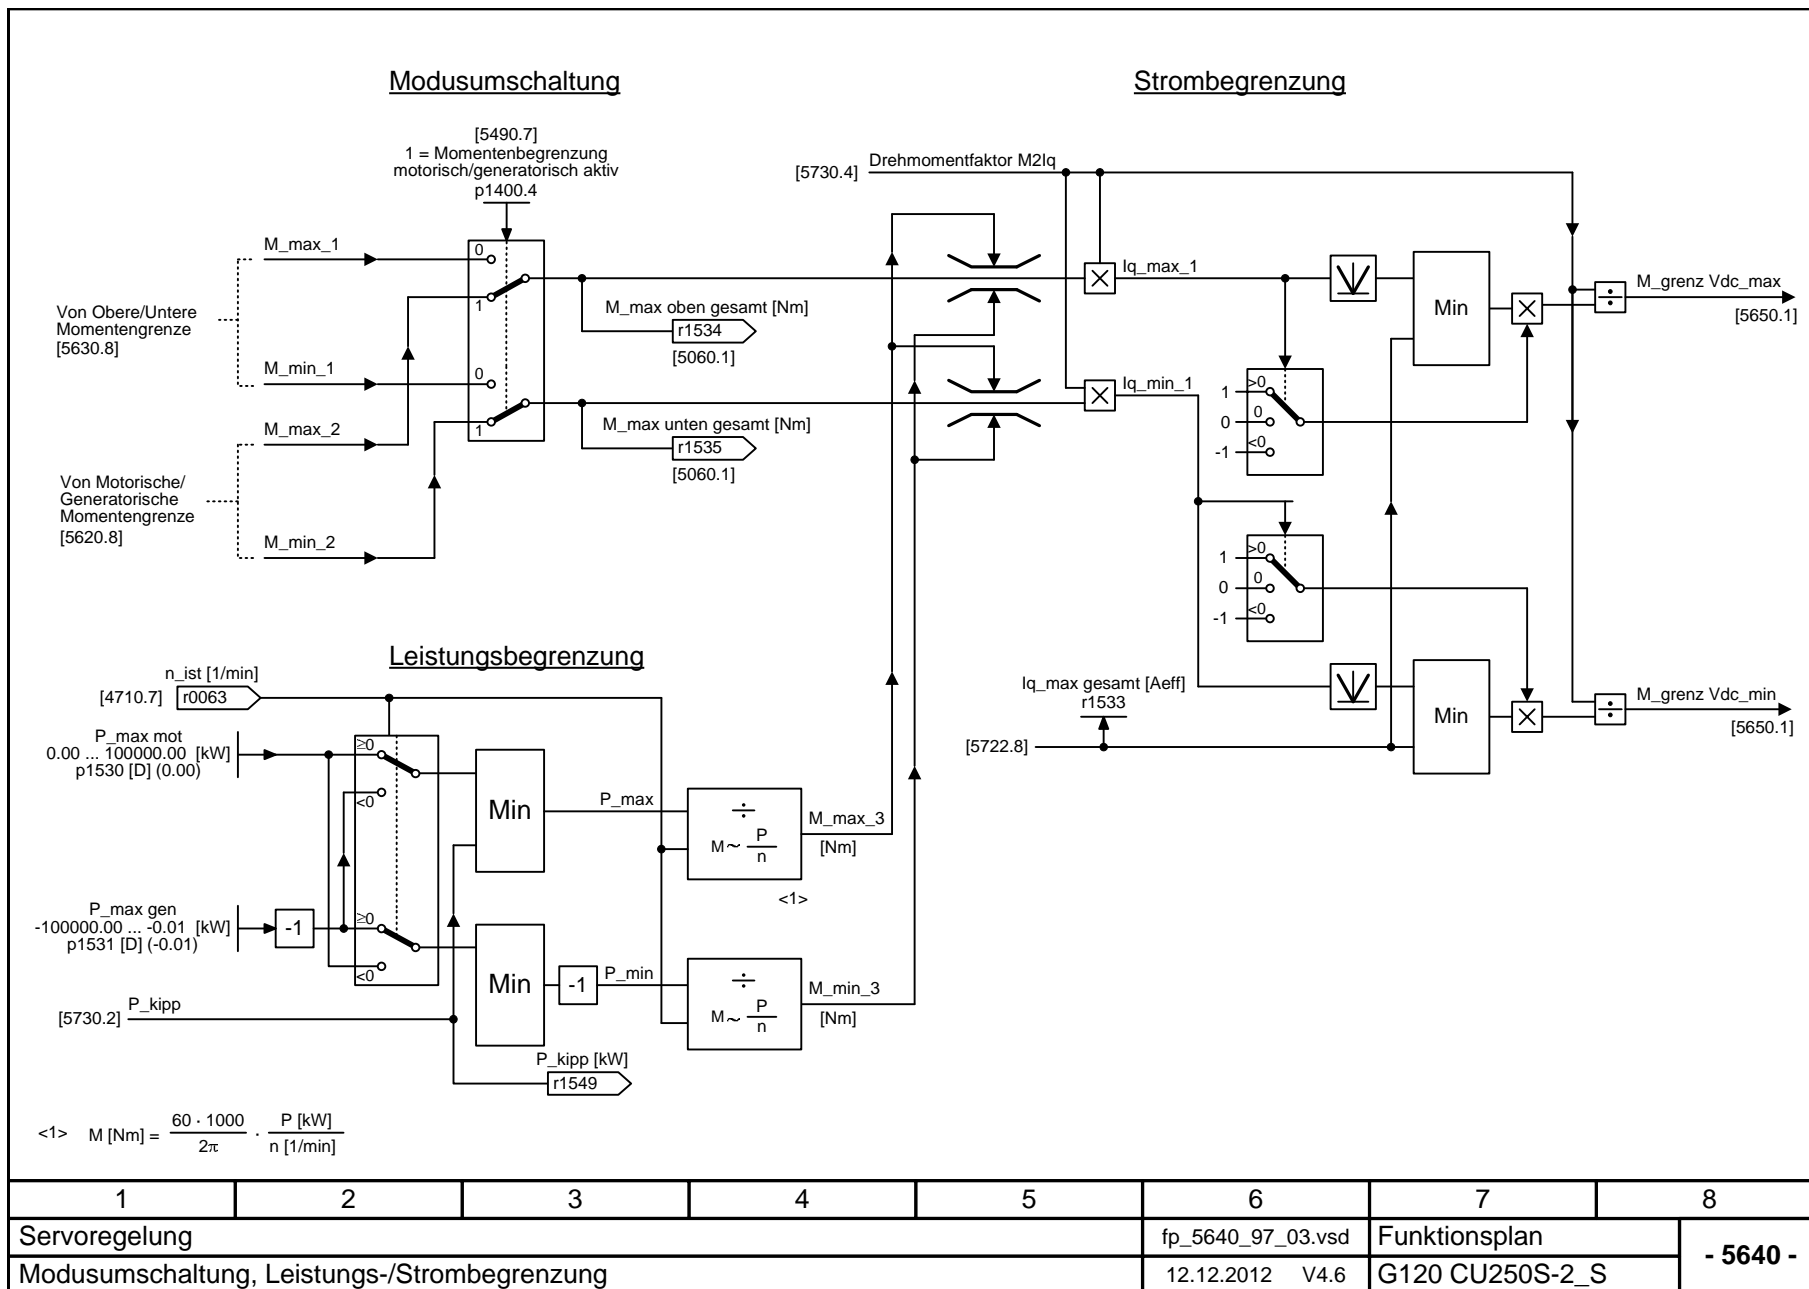 Modusumschaltung
Strombegrenzung
[5490.7]
1 = Momentenbegrenzung
motorisch/generatorisch aktiv
p1400.4
[5730.4]
Drehmomentfaktor M2Iq
M_max_1
0
1
Von Obere/Untere
Momentengrenze
[5630.8]
M_min_1
0
1
M_max_2
Von Motorische/
Generatorische
Momentengrenze
[5620.8]
M_min_2
M_max oben gesamt [Nm]
r1534
[5060.1]
M_max unten gesamt [Nm]
r1535
[5060.1]
×
Iq_max_1
×
Iq_min_1
Min
×
÷
M_grenz Vdc_max
[5650.1]
1
>0
0
0
-1
<0
1
>0
0
0
-1
<0
Iq_max gesamt [Aeff]
r1533
[5722.8]
Min
×
÷
M_grenz Vdc_min
[5650.1]
Leistungsbegrenzung
n_ist [1/min]
[4710.7]
r0063
P_max mot
0.00 ... 100000.00 [kW]
p1530 [D] (0.00)
≥0
<0
Min
P_max
÷
M ~ P/n
M_max_3
[Nm]
<1>
P_max gen
-100000.00 ... -0.01 [kW]
p1531 [D] (-0.01)
-1
≥0
<0
Min
-1
P_min
÷
M ~ P/n
M_min_3
[Nm]
[5730.2]
P_kipp
P_kipp [kW]
r1549
<1> M [Nm] = 60 · 1000 / 2π · P [kW] / n [1/min]
1 2 3 4 5 6 7 8
Servoregelung
fp_5640_97_03.vsd
Funktionsplan
- 5640 -
Modusumschaltung, Leistungs-/Strombegrenzung
12.12.2012 V4.6
G120 CU250S-2_S